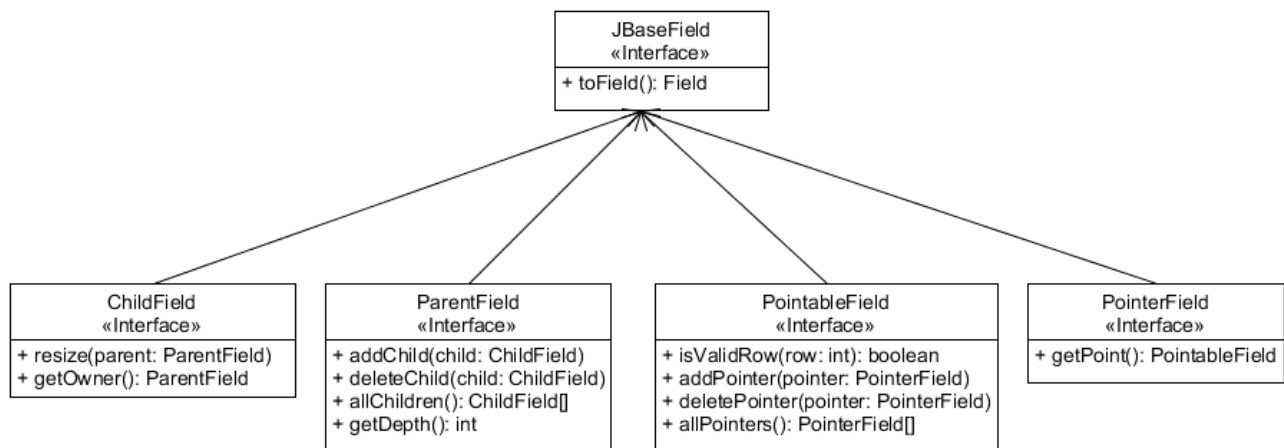 JBaseField
«Interface»
+ toField(): Field
ChildField
«Interface»
+ resize(parent: ParentField)
+ getOwner(): ParentField
ParentField
«Interface»
+ addChild(child: ChildField)
+ deleteChild(child: ChildField)
+ allChildren(): ChildField[]
+ getDepth(): int
PointableField
«Interface»
+ isValidRow(row: int): boolean
+ addPointer(pointer: PointerField)
+ deletePointer(pointer: PointerField)
+ allPointers(): PointerField[]
PointerField
«Interface»
+ getPoint(): PointableField